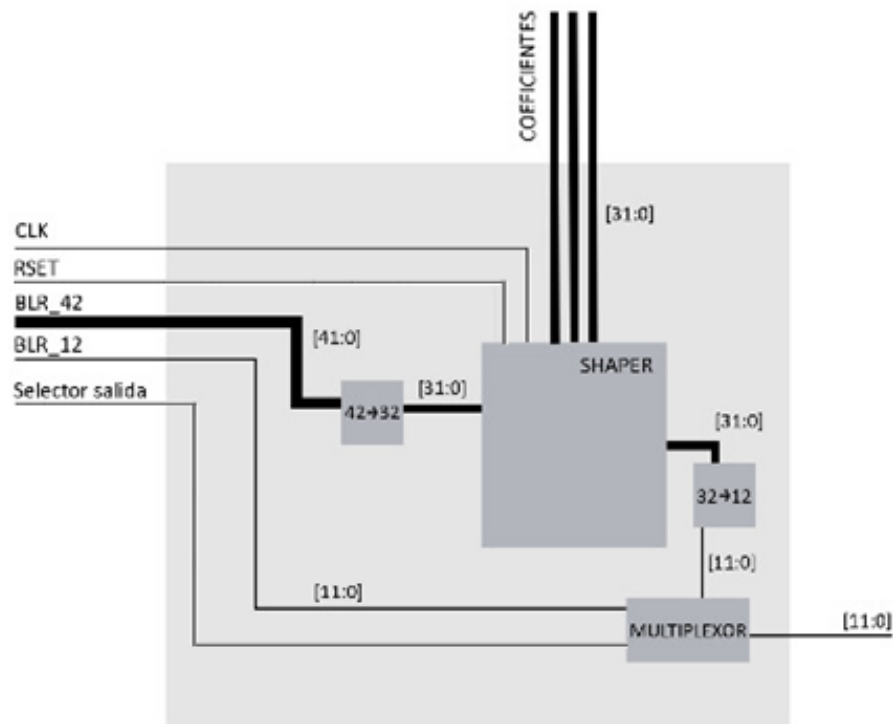 COEFICIENTES
[31:0]
CLK
RSET
BLR_42
[41:0]
BLR_12
SHAPER
Selector salida
[31:0]
42→32
[31:0]
32→12
[11:0]
[11:0]
[11:0]
MULTIPLEXOR